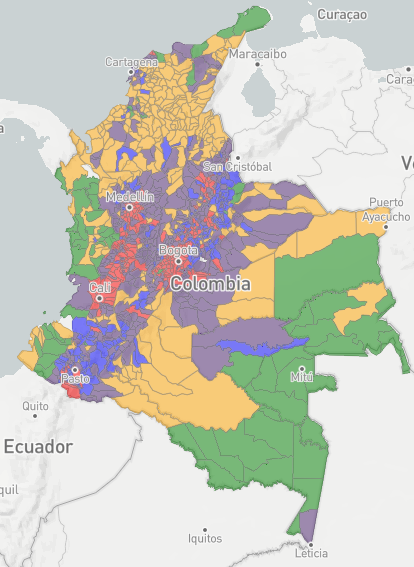 Curaçao
Cartagena
Maracaibo
San Cristóbal
Medellín
Puerto
Ayacucho
Bogota
Colombia
Cali
Mitú
Pasto
Quito
Ecuador
Iquitos
Leticia